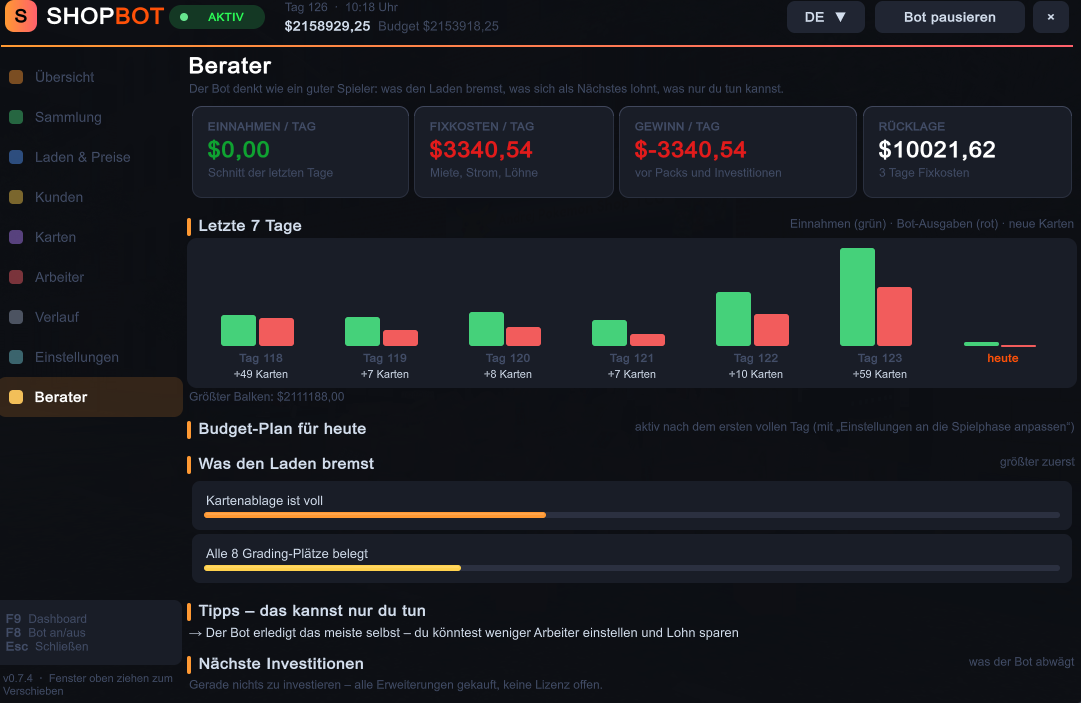 S SHOPBOT AKTIV
Tag 126 · 10:18 Uhr
$2158929,25 Budget $2153918,25
DE ▼ Bot pausieren ×
Übersicht
Sammlung
Laden & Preise
Kunden
Karten
Arbeiter
Verlauf
Einstellungen
Berater
F9 Dashboard
F8 Bot an/aus
Esc Schließen
v0.7.4 · Fenster oben ziehen zum
Verschieben
Berater
Der Bot denkt wie ein guter Spieler: was den Laden bremst, was sich als Nächstes lohnt, was nur du tun kannst.
EINNAHMEN / TAG
$0,00
Schnitt der letzten Tage
FIXKOSTEN / TAG
$3340,54
Miete, Strom, Löhne
GEWINN / TAG
$-3340,54
vor Packs und Investitionen
RÜCKLAGE
$10021,62
3 Tage Fixkosten
Letzte 7 Tage
Einnahmen (grün) · Bot-Ausgaben (rot) · neue Karten
Tag 118 Tag 119 Tag 120 Tag 121 Tag 122 Tag 123 heute
+49 Karten +7 Karten +8 Karten +7 Karten +10 Karten +59 Karten
Größter Balken: $2111188,00
Budget-Plan für heute
aktiv nach dem ersten vollen Tag (mit „Einstellungen an die Spielphase anpassen“)
Was den Laden bremst
größter zuerst
Kartenablage ist voll
Alle 8 Grading-Plätze belegt
Tipps – das kannst nur du tun
→ Der Bot erledigt das meiste selbst – du könntest weniger Arbeiter einstellen und Lohn sparen
Nächste Investitionen
was der Bot abwägt
Gerade nichts zu investieren – alle Erweiterungen gekauft, keine Lizenz offen.